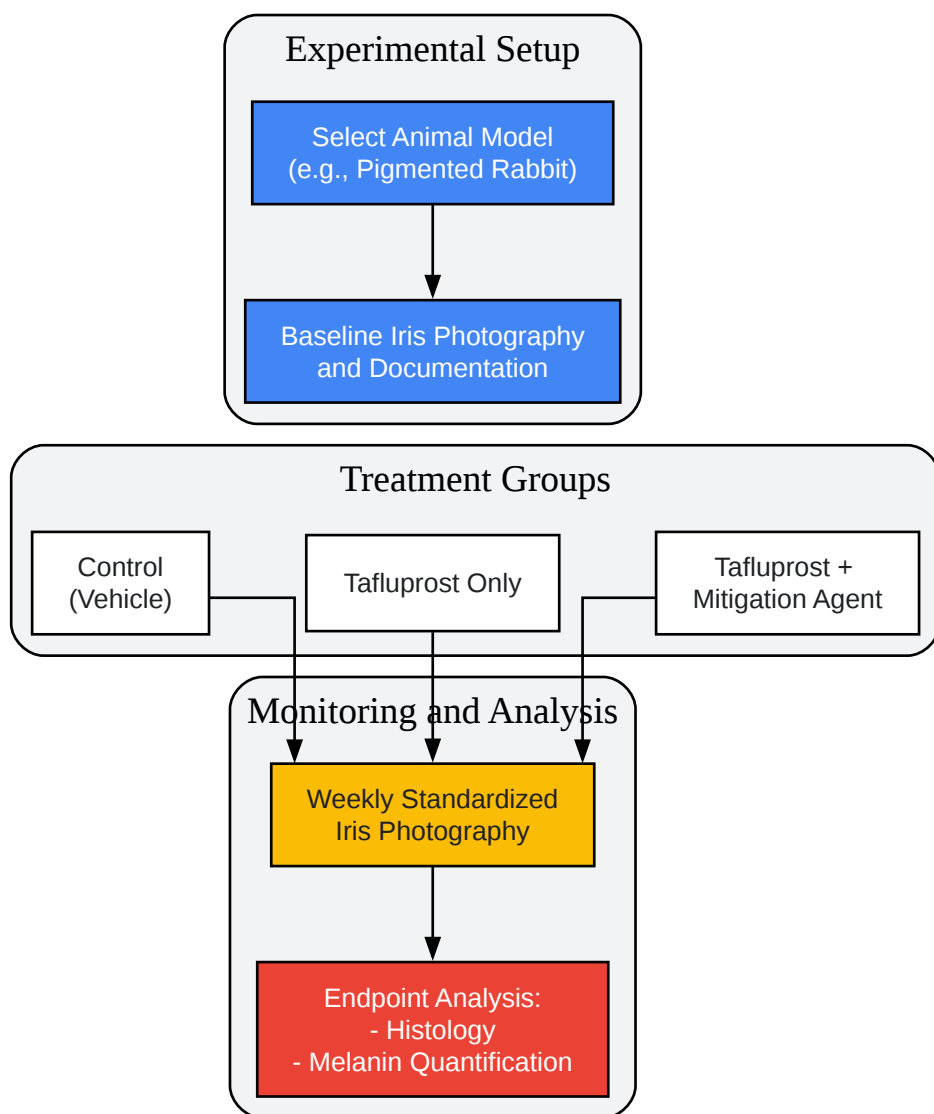 Experimental Setup
Select Animal Model
(e.g., Pigmented Rabbit)
Baseline Iris Photography
and Documentation
Treatment Groups
Control
(Vehicle)
Tafluprost Only
Tafluprost +
Mitigation Agent
Monitoring and Analysis
Weekly Standardized
Iris Photography
Endpoint Analysis:
- Histology
- Melanin Quantification